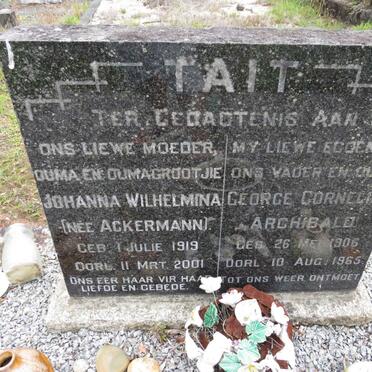 TAIT
TER GEDAGTENIS AAN
ONS LIEWE MOEDER,
OUMA EN OUMAGROOTJIE
JOHANNA WILHELMINA
(NEE ACKERMANN)
GEB. 1 JULIE 1919
OORL. 11 MRT. 2001
ONS EER HAAR VIR HAAR
LIEFDE EN GEBEDE.
MY LIEWE
ONS VADER EN
GEORGE
ARCHIBALD
GEB. 26 MEI 1906
OORL. 10 AUG. 1965
TOT ONS WEER ONTMOET